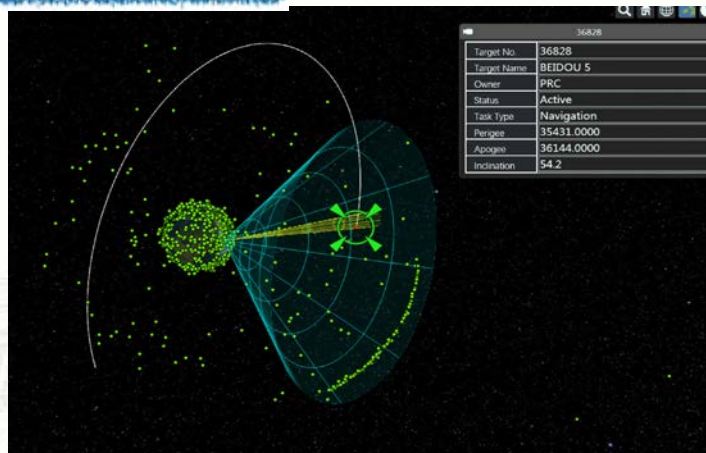 36828
Target No. 36828
Target Name BEIDOU 5
Owner PRC
Status Active
Task Type Navigation
Perigee 35431.0000
Apogee 36144.0000
Inclination 54.2